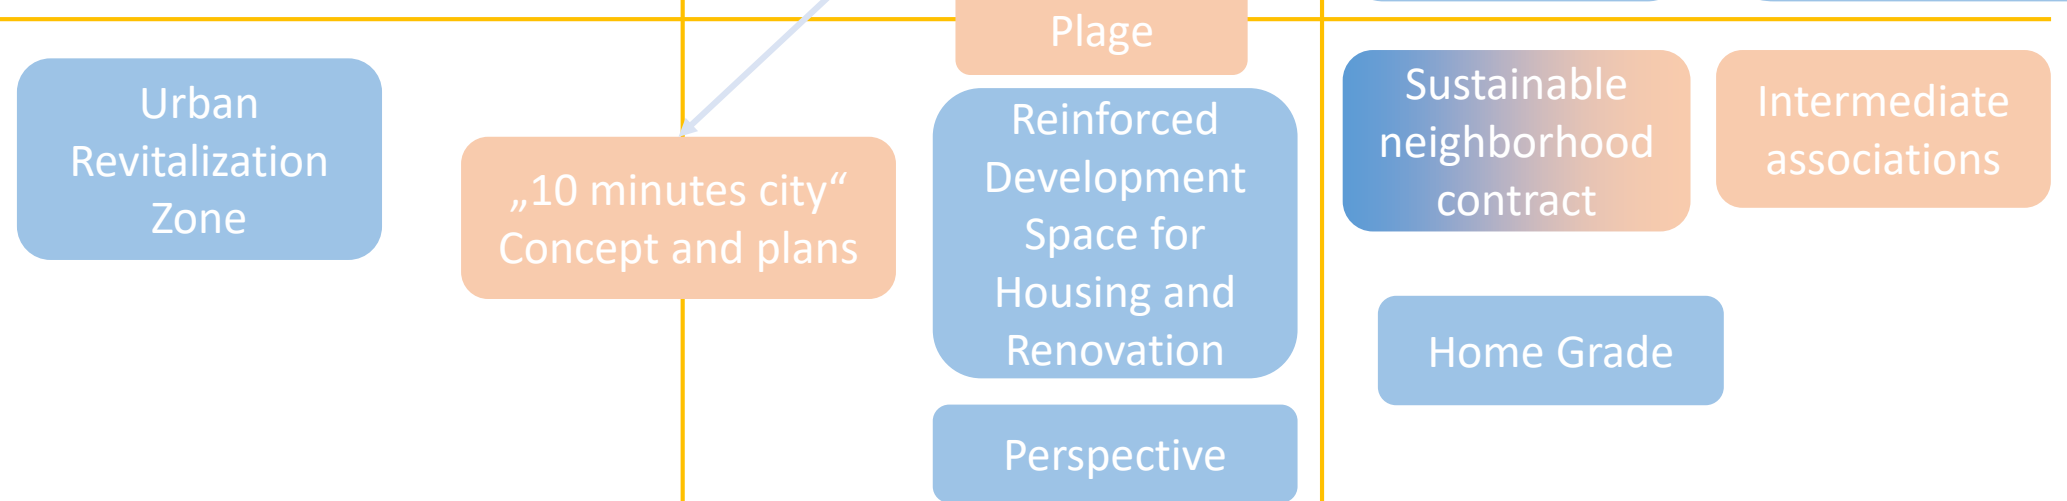 Plage
Urban
Revitalization
Zone
„10 minutes city“
Concept and plans
Reinforced
Development
Space for
Housing and
Renovation
Perspective
Sustainable
neighborhood
contract
Intermediate
associations
Home Grade